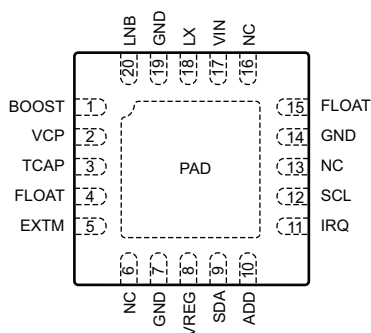 LNB
GND
LX
VIN
NC
20
19
18
17
16
BOOST 1
VCP 2
TCAP 3
FLOAT 4
EXTM 5
PAD
15 FLOAT
14 GND
13 NC
12 SCL
11 IRQ
6
7
8
9
10
NC
GND
VREG
SDA
ADD